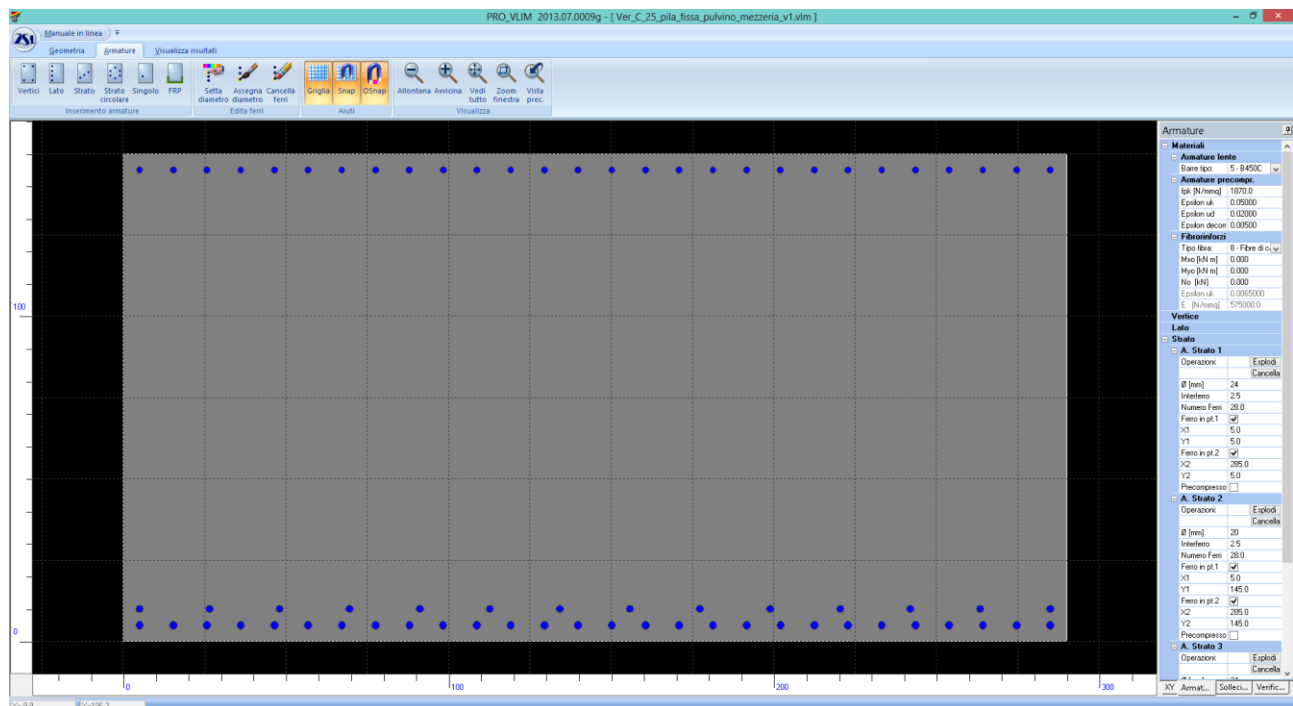 PRO_VLIM 2013.07.0009g - [ Ver_C_25_pila_fissa_pulvino_mezzeria_v1.vlm ]
2SI
Manuale in linea
Geometria Armature Visualizza risultati
Vertici Lato Strato Strato circolare Singolo FRP Setta diametro Assegna diametro Cancella ferri Griglia Snap OSnap Allontana Avvicina Vedi tutto Zoom finestra Vista prec.
Inserimento armature Edita ferri Aiuti Visualizza
Armature
Materiali
Armature lente
Barre tipo: 5 - B450C
Armature precompr.
fpk [N/mmq] 1870.0
Epsilon uk 0.05000
Epsilon ud 0.02000
Epsilon decom 0.00500
Fibrorinforzi
Tipo fibra: 8 - Fibre di c
Mxo [kN m] 0.000
Myo [kN m] 0.000
No [kN] 0.000
Epsilon uk 0.0065000
E [N/mmq] 575000.0
Vertice
Lato
Strato
A. Strato 1
Operazioni: Esplodi
Cancella
Ø [mm] 24
Interferro 2.5
Numero Ferri 28.0
Ferro in pt.1
X1 5.0
Y1 5.0
Ferro in pt.2
X2 285.0
Y2 5.0
Precompresso
A. Strato 2
Operazioni: Esplodi
Cancella
Ø [mm] 20
Interferro 2.5
Numero Ferri 28.0
Ferro in pt.1
X1 5.0
Y1 145.0
Ferro in pt.2
X2 285.0
Y2 145.0
Precompresso
A. Strato 3
Operazioni: Esplodi
Cancella
100
0
0 100 200 300
XY Armat... Solleci... Verific...